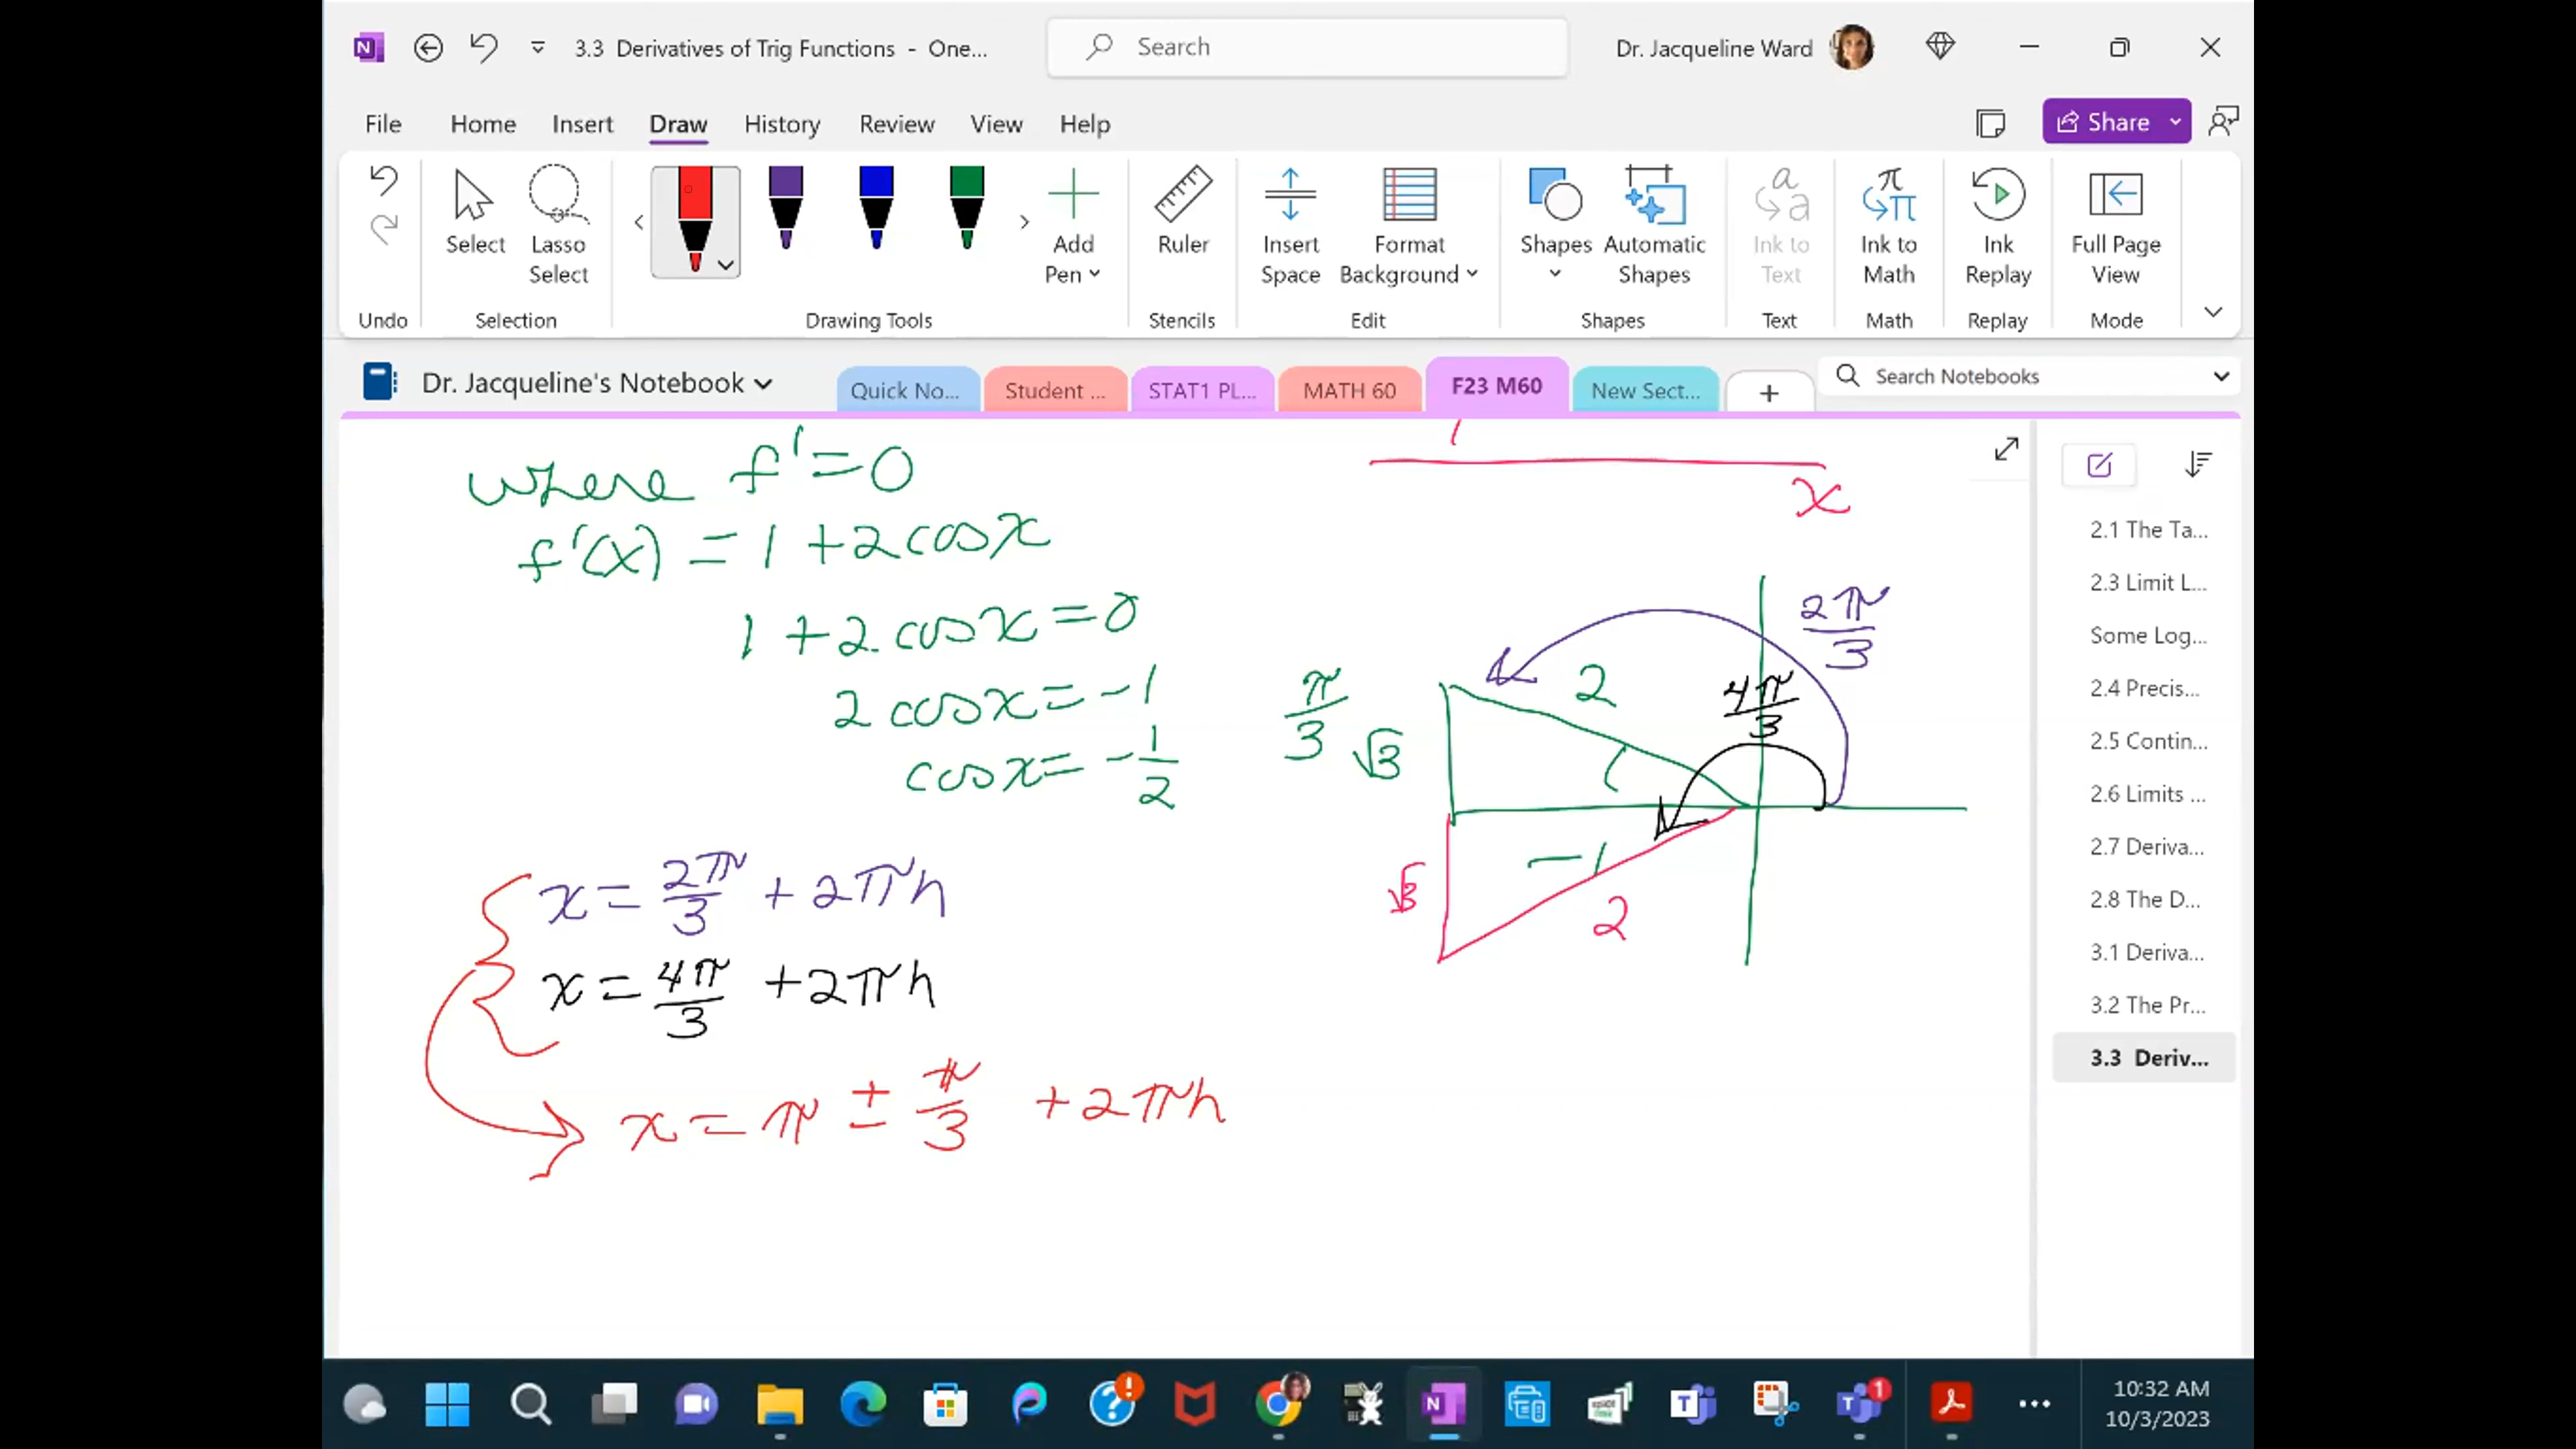 3.3 Derivatives of Trig Functions - One...
Search
Dr. Jacqueline Ward
File Home Insert Draw History Review View Help
Share
Select
Lasso Select
Add Pen
Ruler
Insert Space
Format Background
Shapes
Automatic Shapes
Ink to Text
Ink to Math
Ink Replay
Full Page View
Undo Selection Drawing Tools Stencils Edit Shapes Text Math Replay Mode
Dr. Jacqueline's Notebook
Quick No...
Student ...
STAT1 PL...
MATH 60
F23 M60
New Sect...
+
Search Notebooks
where f' = 0
f'(x) = 1 + 2cosx
1 + 2 cosx = 0
2 cosx = -1
cosx = -1/2
x = 2π/3 + 2πn
x = 4π/3 + 2πn
x = π ± π/3 + 2πn
x
2π/3
4π/3
π/3
√3
2
-1
√3
2
2.1 The Ta...
2.3 Limit L...
Some Log...
2.4 Precis...
2.5 Contin...
2.6 Limits ...
2.7 Deriva...
2.8 The D...
3.1 Deriva...
3.2 The Pr...
3.3 Deriv...
10:32 AM
10/3/2023